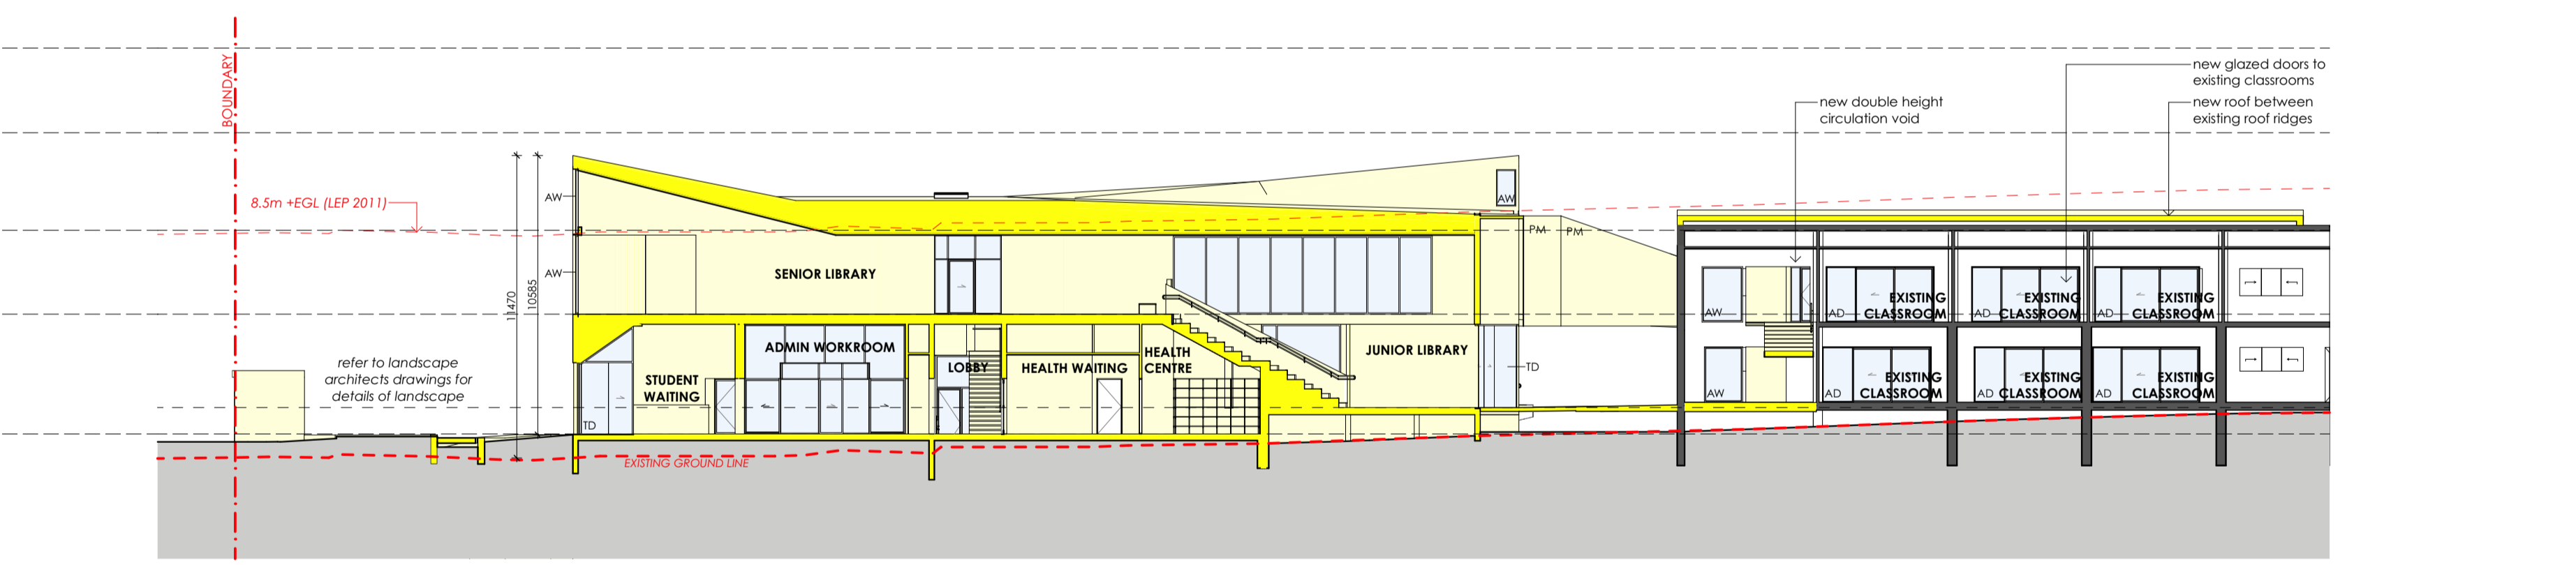 BOUNDARY
8.5m +EGL (LEP 2011)
new glazed doors to
existing classrooms
new double height
circulation void
new roof between
existing roof ridges
AW
AW
11470
10585
AW
PM
PM
SENIOR LIBRARY
refer to landscape
architects drawings for
details of landscape
STUDENT
WAITING
ADMIN WORKROOM
LOBBY
HEALTH WAITING
HEALTH
CENTRE
JUNIOR LIBRARY
TD
TD
AW
AD
EXISTING
CLASSROOM
AD
EXISTING
CLASSROOM
AD
EXISTING
CLASSROOM
AW
AD
EXISTING
CLASSROOM
AD
EXISTING
CLASSROOM
AD
EXISTING
CLASSROOM
EXISTING GROUND LINE